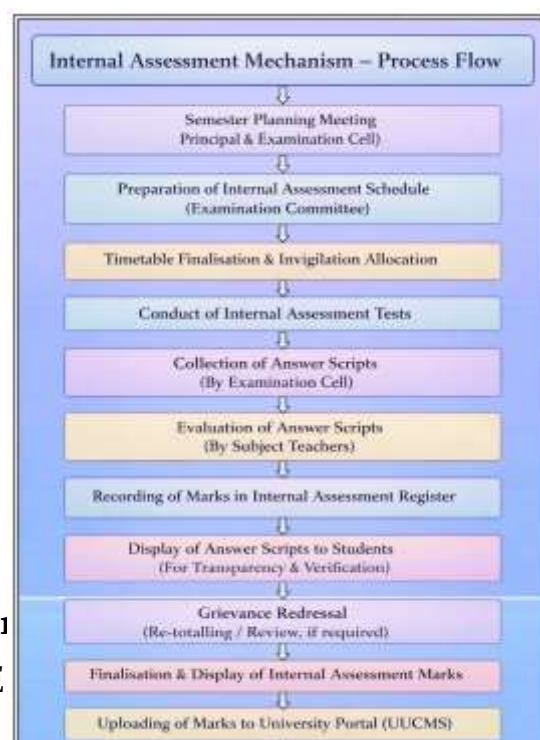 Internal Assessment Mechanism – Process Flow
Semester Planning Meeting
Principal & Examination Cell)
Preparation of Internal Assessment Schedule
(Examination Committee)
Timetable Finalisation & Invigilation Allocation
Conduct of Internal Assessment Tests
Collection of Answer Scripts
(By Examination Cell)
Evaluation of Answer Scripts
(By Subject Teachers)
Recording of Marks in Internal Assessment Register
Display of Answer Scripts to Students
(For Transparency & Verification)
Grievance Redressal
(Re-totalling / Review, if required)
Finalisation & Display of Internal Assessment Marks
Uploading of Marks to University Portal (UUCMS)